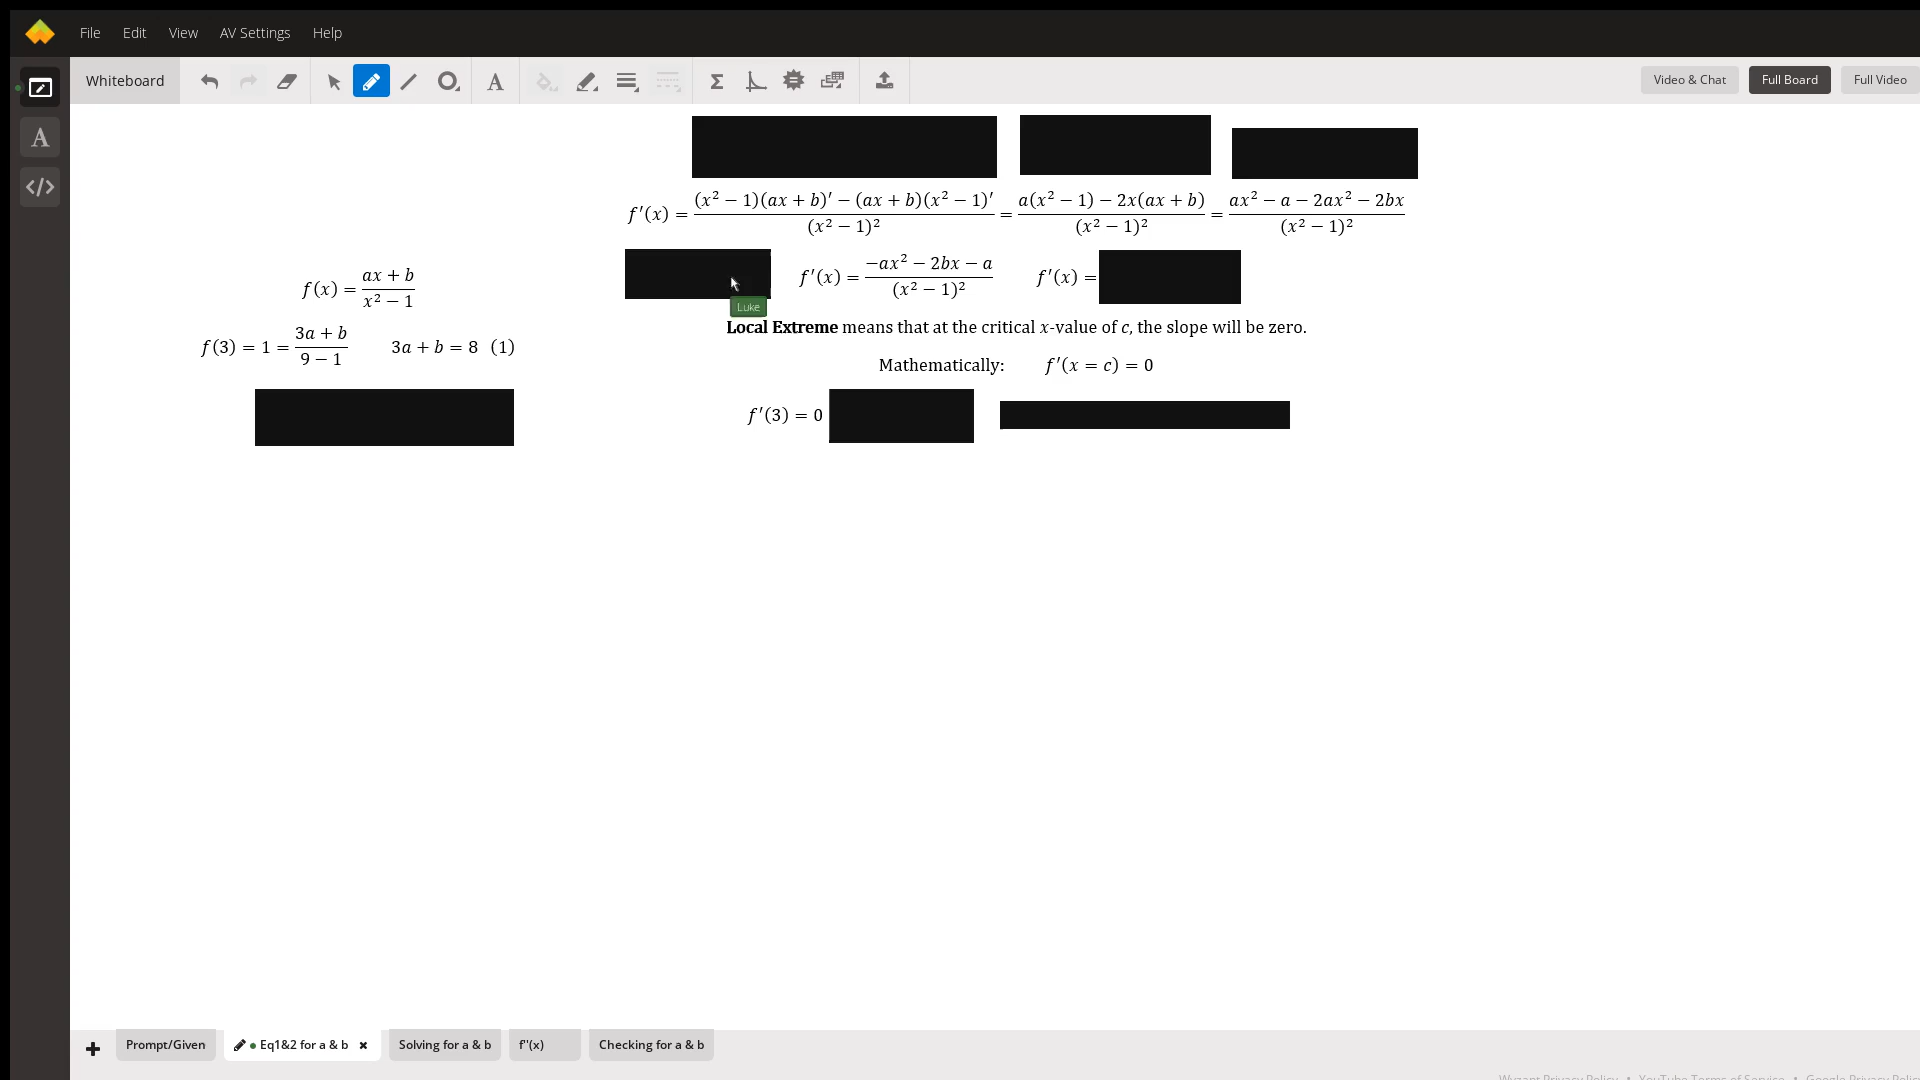 File Edit View AV Settings Help
Whiteboard A Σ Video & Chat Full Board Full Video
A
</>
f′(x) = ((x² − 1)(ax + b)′ − (ax + b)(x² − 1)′)/(x² − 1)² = (a(x² − 1) − 2x(ax + b))/(x² − 1)² = (ax² − a − 2ax² − 2bx)/(x² − 1)²
f′(x) = (−ax² − 2bx − a)/(x² − 1)² f′(x) =
Luke
f(x) = (ax + b)/(x² − 1)
Local Extreme means that at the critical x-value of c, the slope will be zero.
f(3) = 1 = (3a + b)/(9 − 1) 3a + b = 8 (1)
Mathematically: f′(x = c) = 0
f′(3) = 0
Prompt/Given Eq1&2 for a & b Solving for a & b f''(x) Checking for a & b